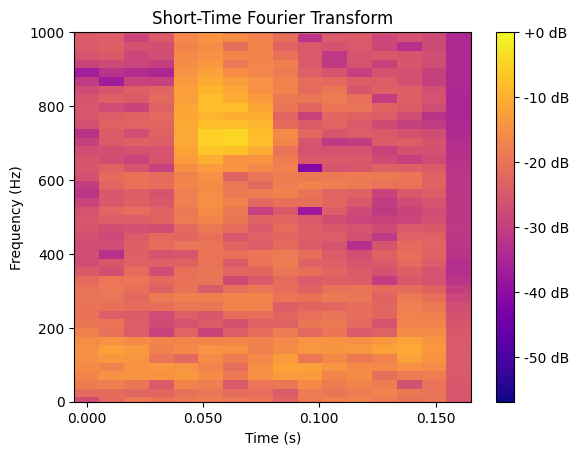 Short-Time Fourier Transform
Frequency (Hz)
1000
800
600
400
200
0
0.000
0.050
0.100
0.150
Time (s)
+0 dB
-10 dB
-20 dB
-30 dB
-40 dB
-50 dB